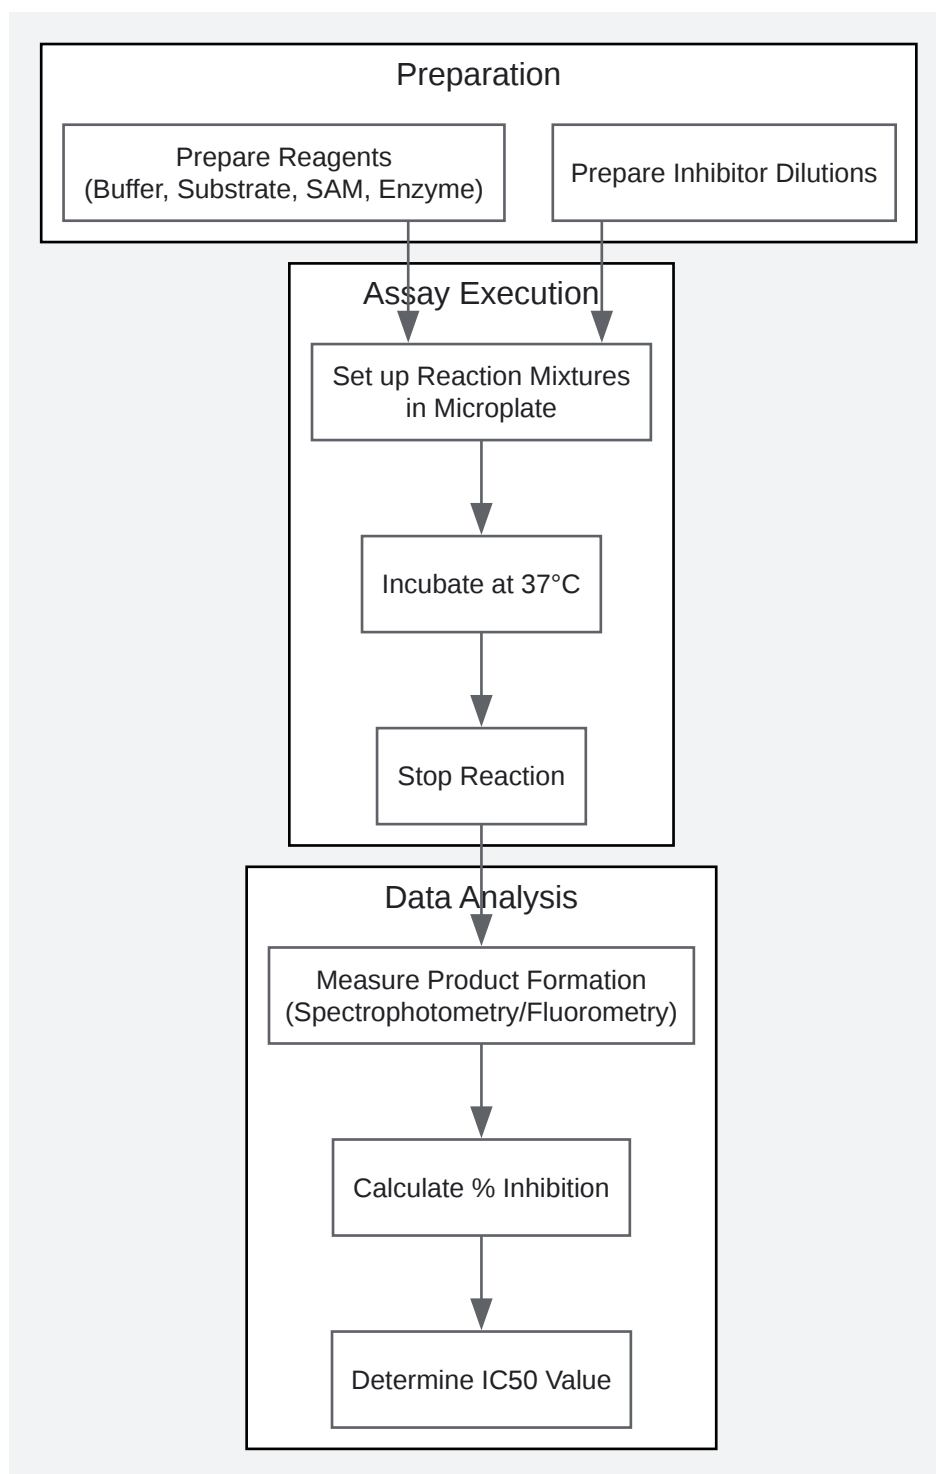 Preparation
Prepare Reagents
(Buffer, Substrate, SAM, Enzyme)
Prepare Inhibitor Dilutions
Assay Execution
Set up Reaction Mixtures
in Microplate
Incubate at 37°C
Stop Reaction
Data Analysis
Measure Product Formation
(Spectrophotometry/Fluorometry)
Calculate % Inhibition
Determine IC50 Value